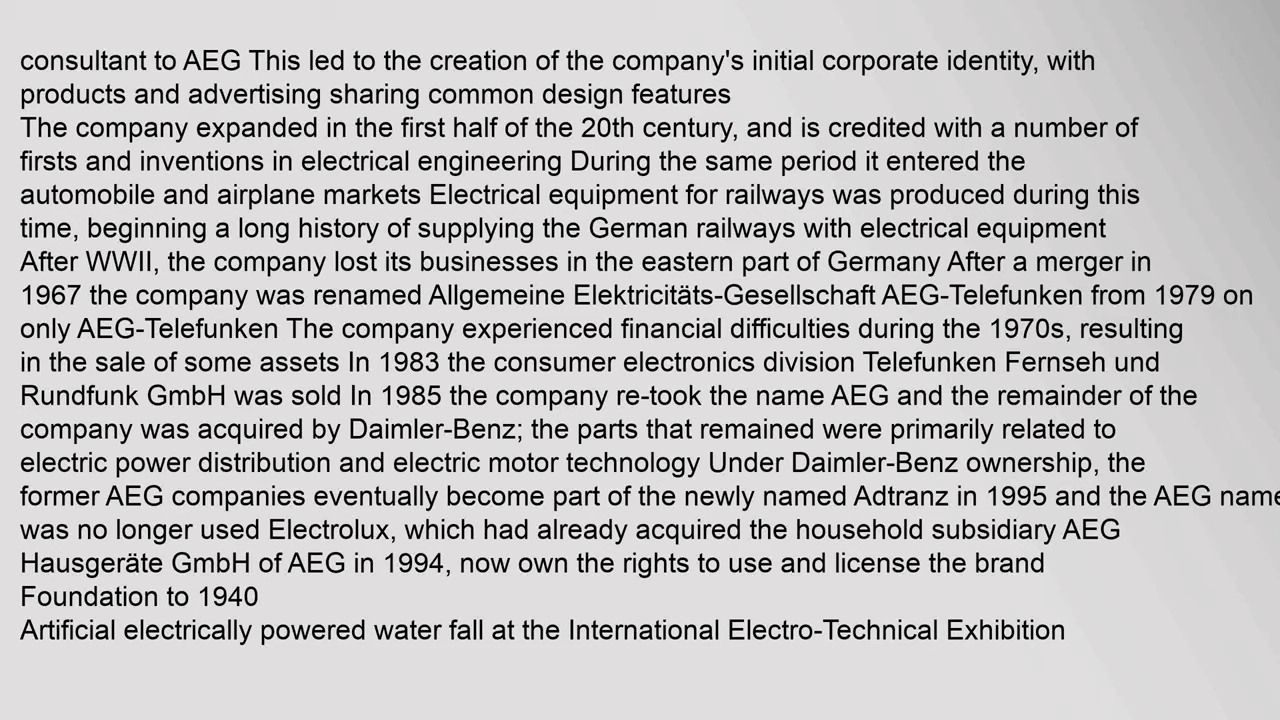 consultant to AEG This led to the creation of the company's initial corporate identity, with
products and advertising sharing common design features
The company expanded in the first half of the 20th century, and is credited with a number of
firsts and inventions in electrical engineering During the same period it entered the
automobile and airplane markets Electrical equipment for railways was produced during this
time, beginning a long history of supplying the German railways with electrical equipment
After WWII, the company lost its businesses in the eastern part of Germany After a merger in
1967 the company was renamed Allgemeine Elektricitäts-Gesellschaft AEG-Telefunken from 1979 on
only AEG-Telefunken The company experienced financial difficulties during the 1970s, resulting
in the sale of some assets In 1983 the consumer electronics division Telefunken Fernseh und
Rundfunk GmbH was sold In 1985 the company re-took the name AEG and the remainder of the
company was acquired by Daimler-Benz; the parts that remained were primarily related to
electric power distribution and electric motor technology Under Daimler-Benz ownership, the
former AEG companies eventually become part of the newly named Adtranz in 1995 and the AEG name
was no longer used Electrolux, which had already acquired the household subsidiary AEG
Hausgeräte GmbH of AEG in 1994, now own the rights to use and license the brand
Foundation to 1940
Artificial electrically powered water fall at the International Electro-Technical Exhibition